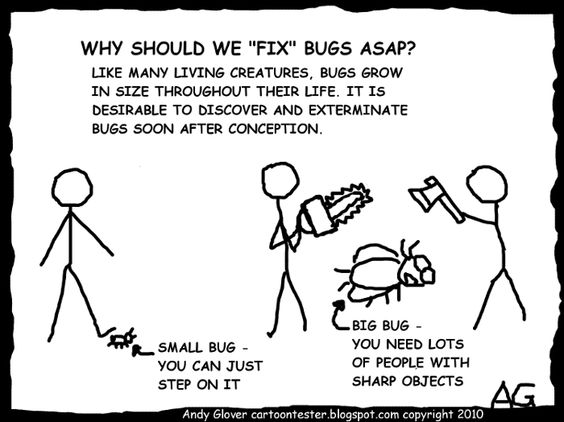 WHY SHOULD WE "FIX" BUGS ASAP?
LIKE MANY LIVING CREATURES, BUGS GROW
IN SIZE THROUGHOUT THEIR LIFE. IT IS
DESIRABLE TO DISCOVER AND EXTERMINATE
BUGS SOON AFTER CONCEPTION.
SMALL BUG -
YOU CAN JUST
STEP ON IT
BIG BUG -
YOU NEED LOTS
OF PEOPLE WITH
SHARP OBJECTS
AG
Andy Glover cartoontester.blogspot.com copyright 2010